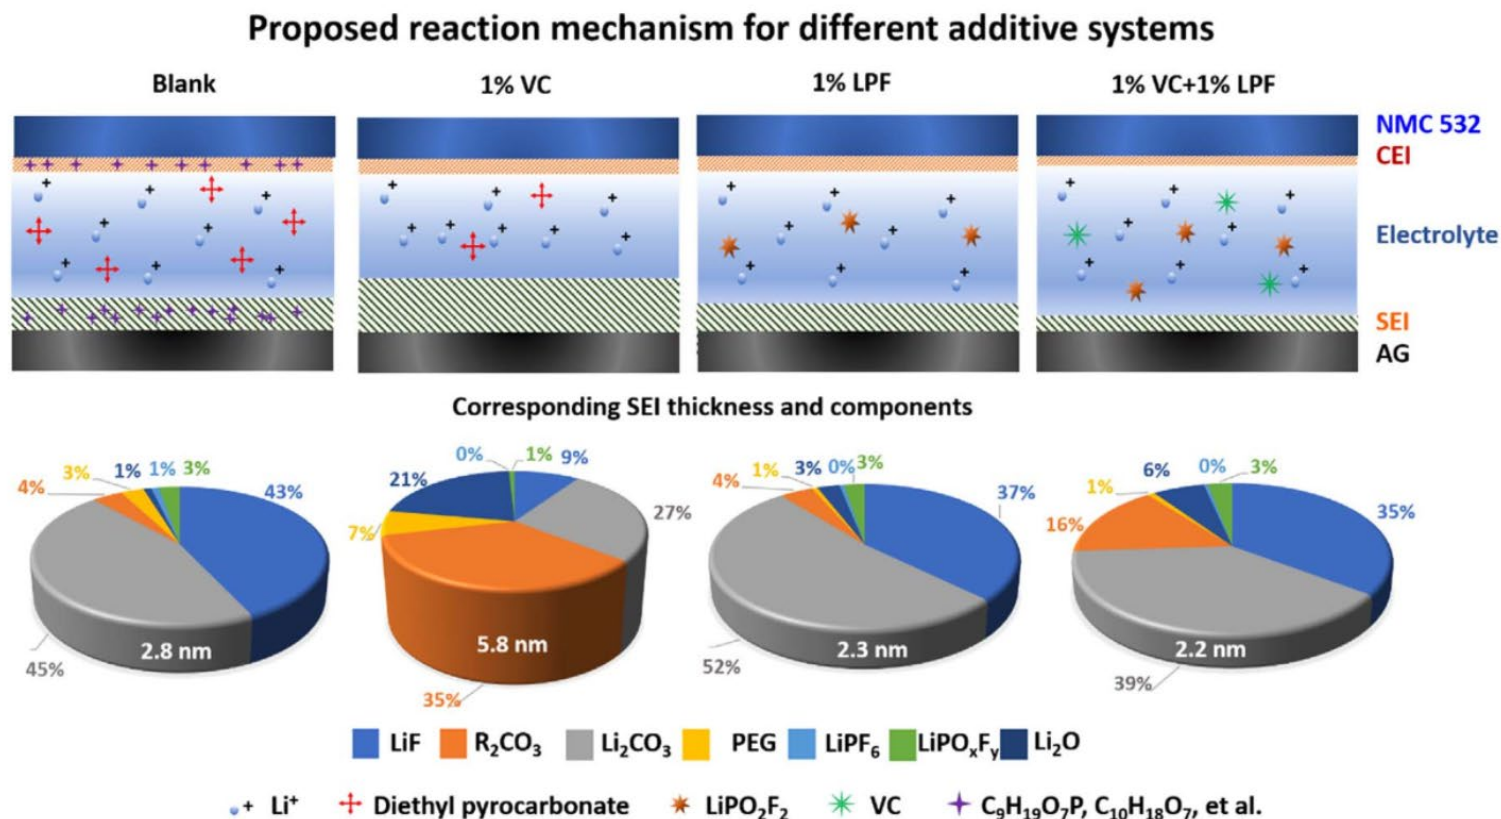 Proposed reaction mechanism for different additive systems
Blank
1% VC
1% LPF
1% VC+1% LPF
NMC 532
CEI
Electrolyte
SEI
AG
Corresponding SEI thickness and components
4% 3% 1% 1% 3% 43% 45% 2.8 nm
0% 1% 9% 21% 27% 7% 35% 5.8 nm
4% 1% 3% 0% 3% 37% 52% 2.3 nm
16% 1% 6% 0% 3% 35% 39% 2.2 nm
LiF R₂CO₃ Li₂CO₃ PEG LiPF₆ LiPOₓFᵧ Li₂O
+ Li⁺ Diethyl pyrocarbonate LiPO₂F₂ VC C₉H₁₉O₇P, C₁₀H₁₈O₇, et al.